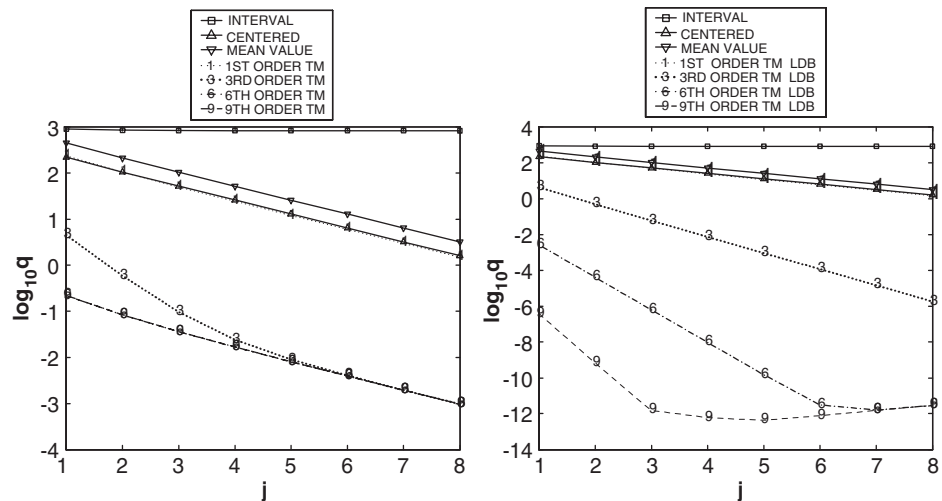 INTERVAL
CENTERED
MEAN VALUE
1ST ORDER TM
3RD ORDER TM
6TH ORDER TM
9TH ORDER TM
log10q
3
2
1
0
-1
-2
-3
-4
1 2 3 4 5 6 7 8
j
INTERVAL
CENTERED
MEAN VALUE
1ST ORDER TM LDB
3RD ORDER TM LDB
6TH ORDER TM LDB
9TH ORDER TM LDB
log10q
4
2
0
-2
-4
-6
-8
-10
-12
-14
1 2 3 4 5 6 7 8
j